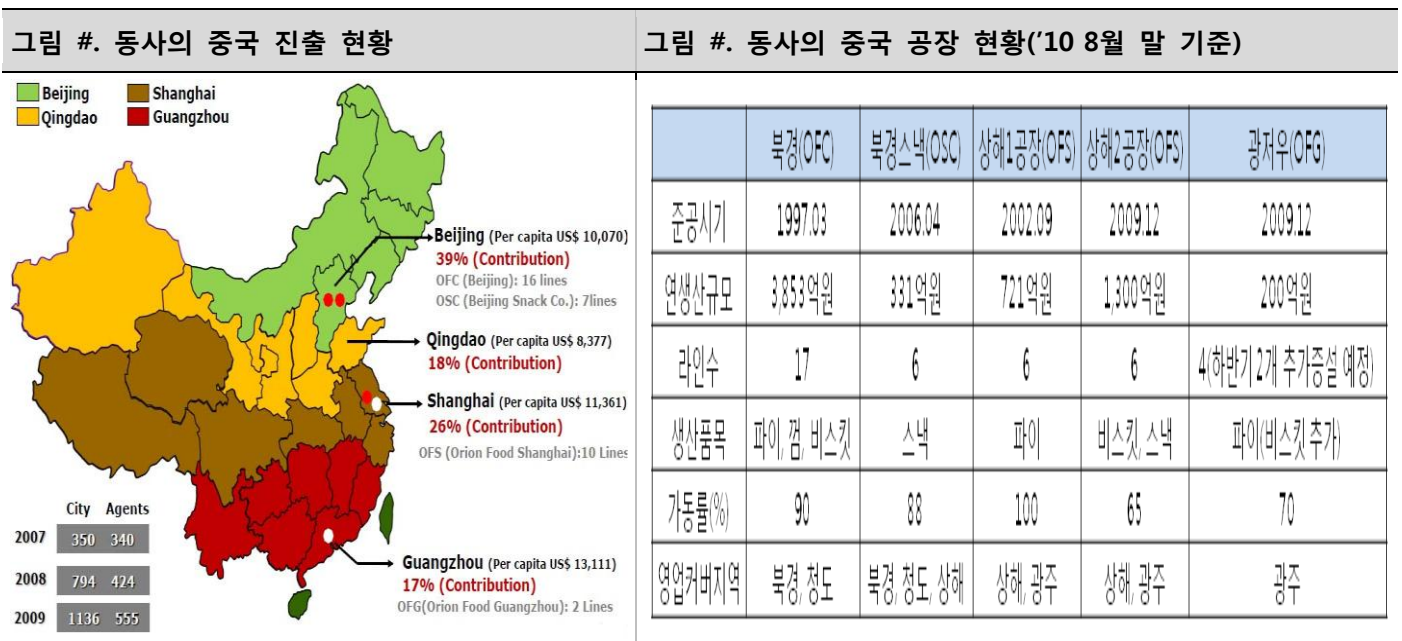 그림 #. 동사의 중국 진출 현황
Beijing Shanghai
Qingdao Guangzhou
Beijing (Per capita US$ 10,070)
39% (Contribution)
OFC (Beijing): 16 lines
OSC (Beijing Snack Co.): 7lines
Qingdao (Per capita US$ 8,377)
18% (Contribution)
Shanghai (Per capita US$ 11,361)
26% (Contribution)
OFS (Orion Food Shanghai):10 Lines
Guangzhou (Per capita US$ 13,111)
17% (Contribution)
OFG(Orion Food Guangzhou): 2 Lines
City Agents
2007 350 340
2008 794 424
2009 1136 555
그림 #. 동사의 중국 공장 현황('10 8월 말 기준)
북경(OFC) 북경스낵(OSC) 상해1공장(OFS) 상해2공장(OFS) 광저우(OFG)
준공시기 1997.03 2006.04 2002.09 2009.12 2009.12
연생산규모 3,853억원 331억원 721억원 1,300억원 200억원
라인수 17 6 6 6 4(하반기 2개 추가증설 예정)
생산품목 파이, 껌, 비스킷 스낵 파이 비스킷, 스낵 파이(비스킷 추가)
가동률(%) 90 88 100 65 70
영업커버지역 북경, 청도 북경, 청도, 상해 상해, 광주 상해, 광주 광주